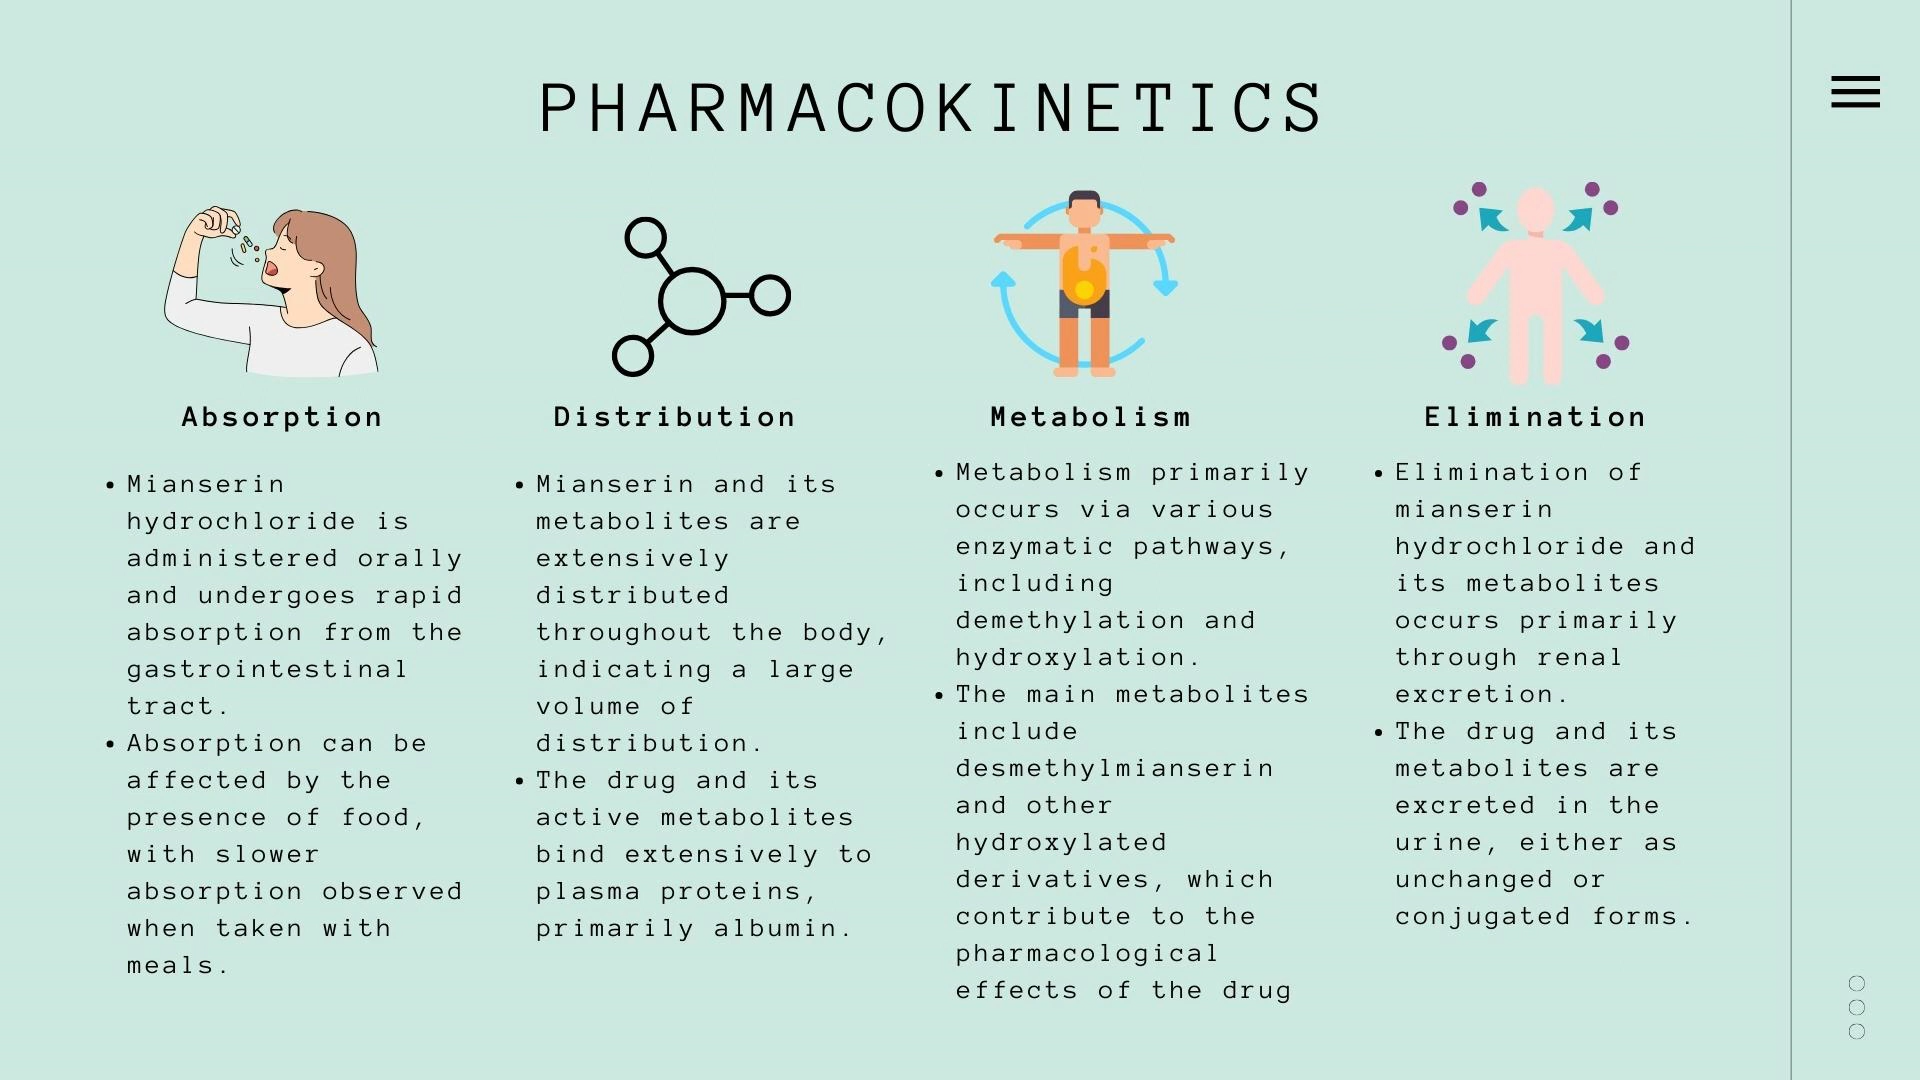 PHARMACOKINETICS
Absorption
• Mianserin
hydrochloride is
administered orally
and undergoes rapid
absorption from the
gastrointestinal
tract.
• Absorption can be
affected by the
presence of food,
with slower
absorption observed
when taken with
meals.
Distribution
• Mianserin and its
metabolites are
extensively
distributed
throughout the body,
indicating a large
volume of
distribution.
• The drug and its
active metabolites
bind extensively to
plasma proteins,
primarily albumin.
Metabolism
• Metabolism primarily
occurs via various
enzymatic pathways,
including
demethylation and
hydroxylation.
• The main metabolites
include
desmethylmianserin
and other
hydroxylated
derivatives, which
contribute to the
pharmacological
effects of the drug
Elimination
• Elimination of
mianserin
hydrochloride and
its metabolites
occurs primarily
through renal
excretion.
• The drug and its
metabolites are
excreted in the
urine, either as
unchanged or
conjugated forms.